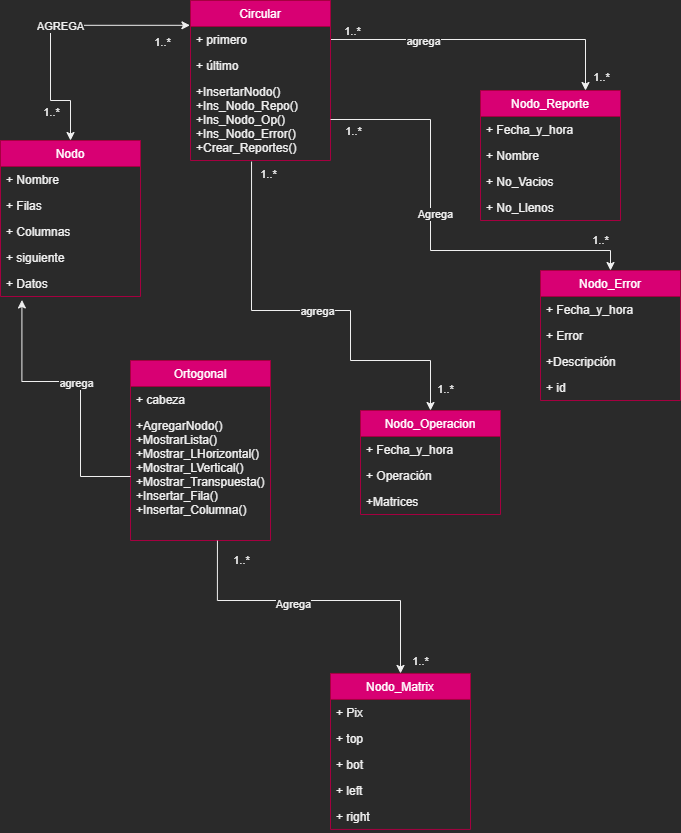 AGREGA
1..*
1..*
Circular
+ primero
+ último
+InsertarNodo()
+Ins_Nodo_Repo()
+Ins_Nodo_Op()
+Ins_Nodo_Error()
+Crear_Reportes()
1..*
agrega
1..*
Nodo_Reporte
+ Fecha_y_hora
+ Nombre
+ No_Vacios
+ No_Llenos
1..*
Agrega
1..*
Nodo_Error
+ Fecha_y_hora
+ Error
+Descripción
+ id
Nodo
+ Nombre
+ Filas
+ Columnas
+ siguiente
+ Datos
1..*
agrega
1..*
Nodo_Operacion
+ Fecha_y_hora
+ Operación
+Matrices
agrega
Ortogonal
+ cabeza
+AgregarNodo()
+MostrarLista()
+Mostrar_LHorizontal()
+Mostrar_LVertical()
+Mostrar_Transpuesta()
+Insertar_Fila()
+Insertar_Columna()
1..*
Agrega
1..*
Nodo_Matrix
+ Pix
+ top
+ bot
+ left
+ right